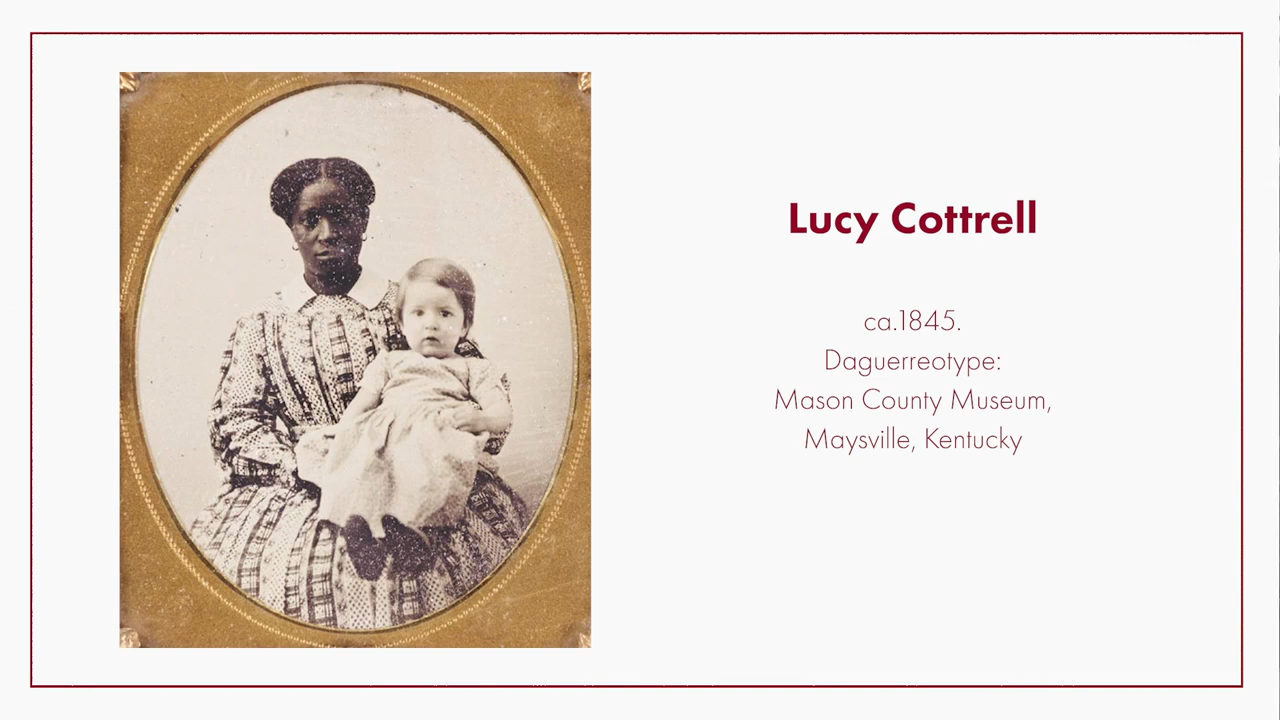 Lucy Cottrell
ca.1845.
Daguerreotype:
Mason County Museum,
Maysville, Kentucky